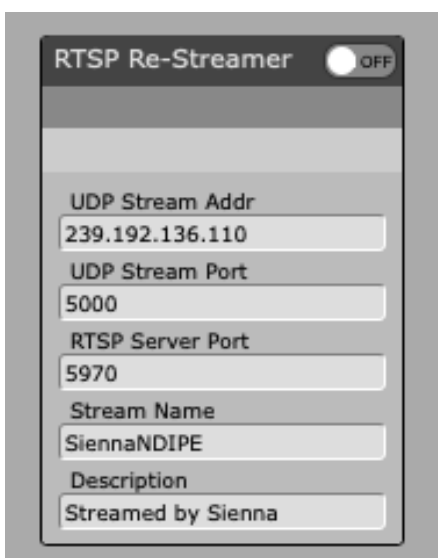 RTSP Re-Streamer OFF
UDP Stream Addr
239.192.136.110
UDP Stream Port
5000
RTSP Server Port
5970
Stream Name
SiennaNDIPE
Description
Streamed by Sienna